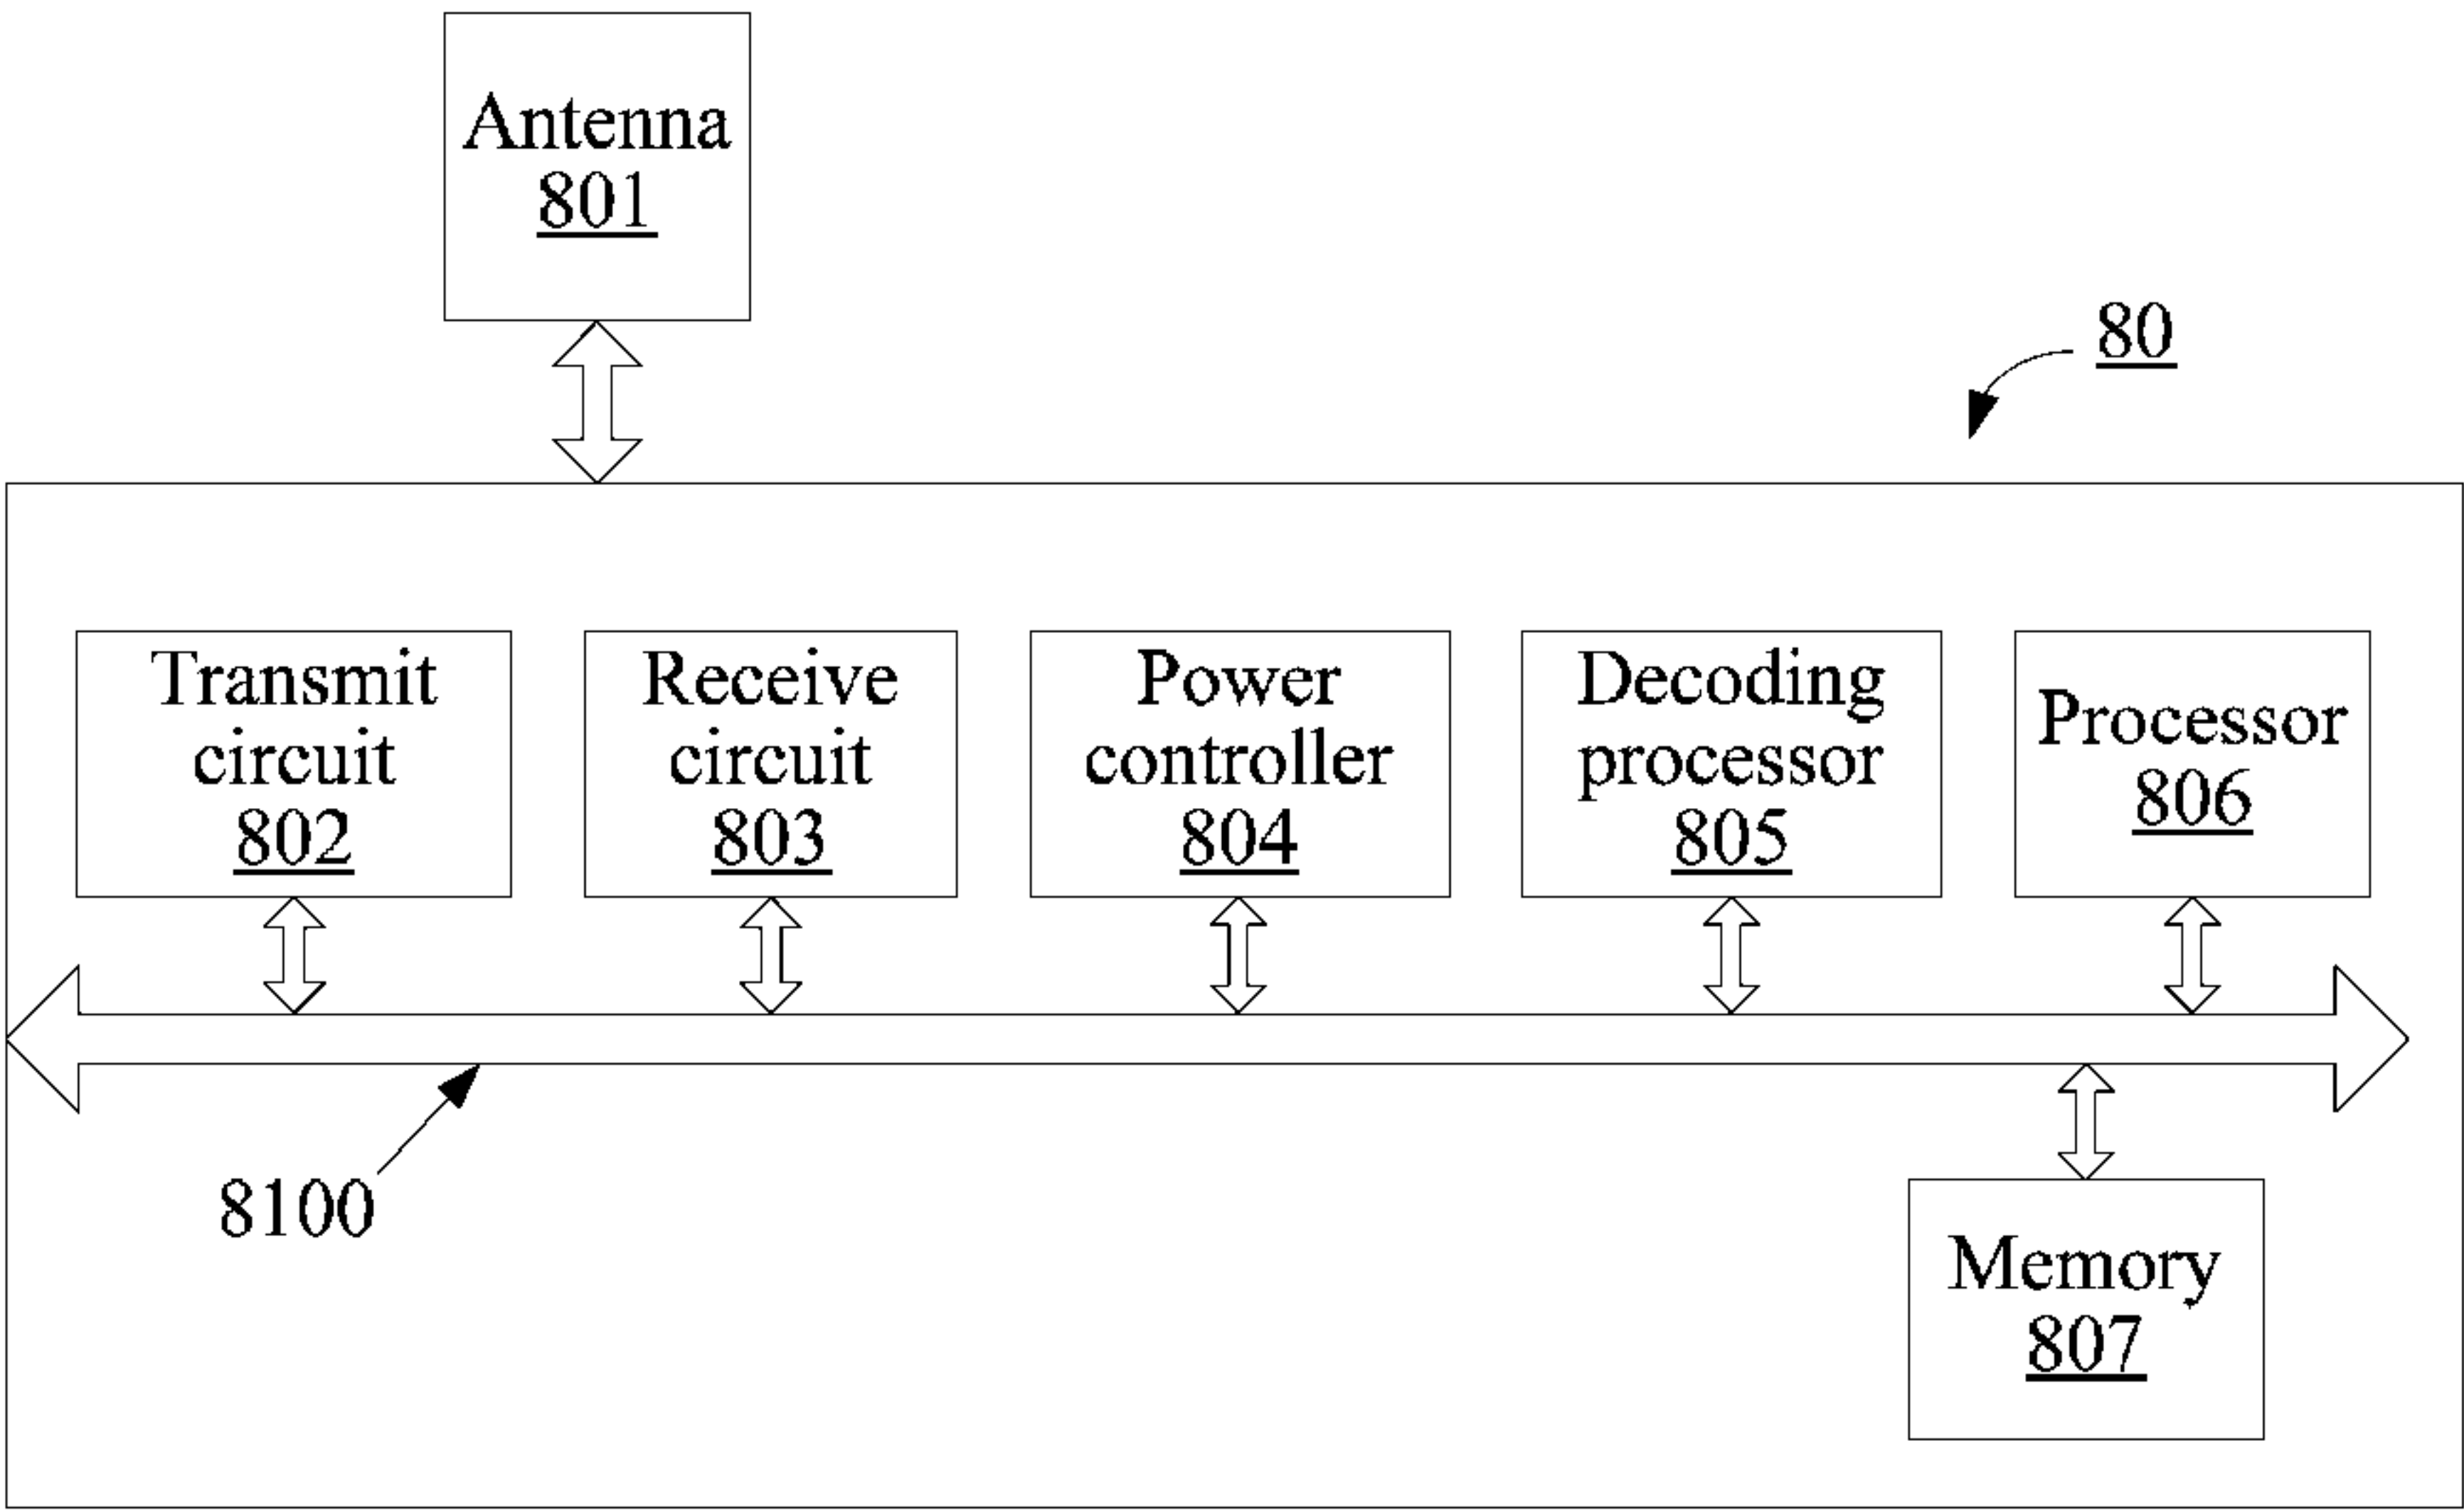 Antenna
801
80
Transmit
circuit
802
Receive
circuit
803
Power
controller
804
Decoding
processor
805
Processor
806
8100
Memory
807